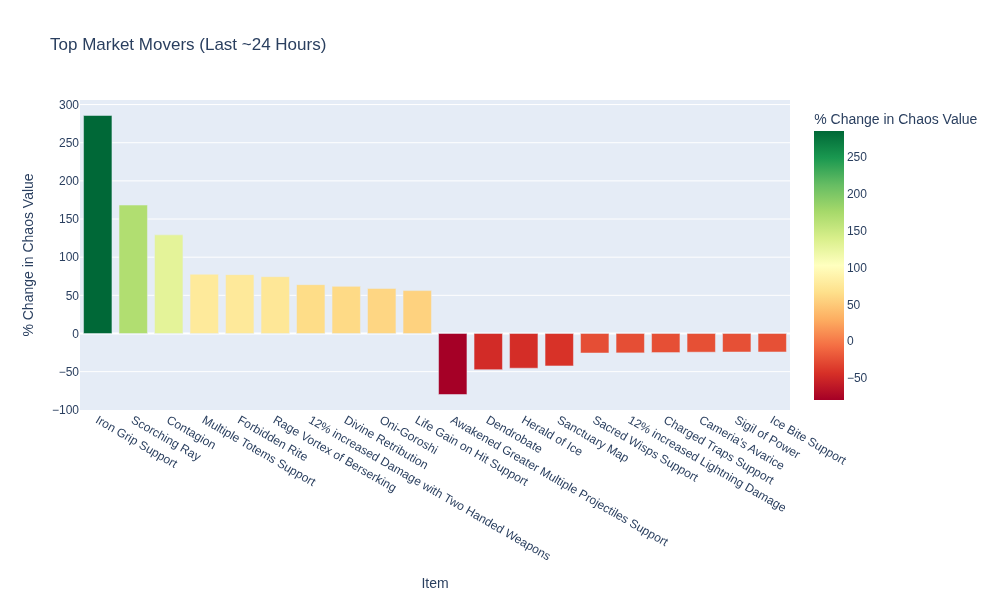 Top Market Movers (Last ~24 Hours)
% Change in Chaos Value
300
250
200
150
100
50
0
−50
−100
Iron Grip Support
Scorching Ray
Contagion
Multiple Totems Support
Forbidden Rite
Rage Vortex of Berserking
12% increased Damage with Two Handed Weapons
Divine Retribution
Oni-Goroshi
Life Gain on Hit Support
Awakened Greater Multiple Projectiles Support
Dendrobate
Herald of Ice
Sanctuary Map
Sacred Wisps Support
12% increased Lightning Damage
Charged Traps Support
Cameria's Avarice
Sigil of Power
Ice Bite Support
Item
% Change in Chaos Value
250
200
150
100
50
0
−50